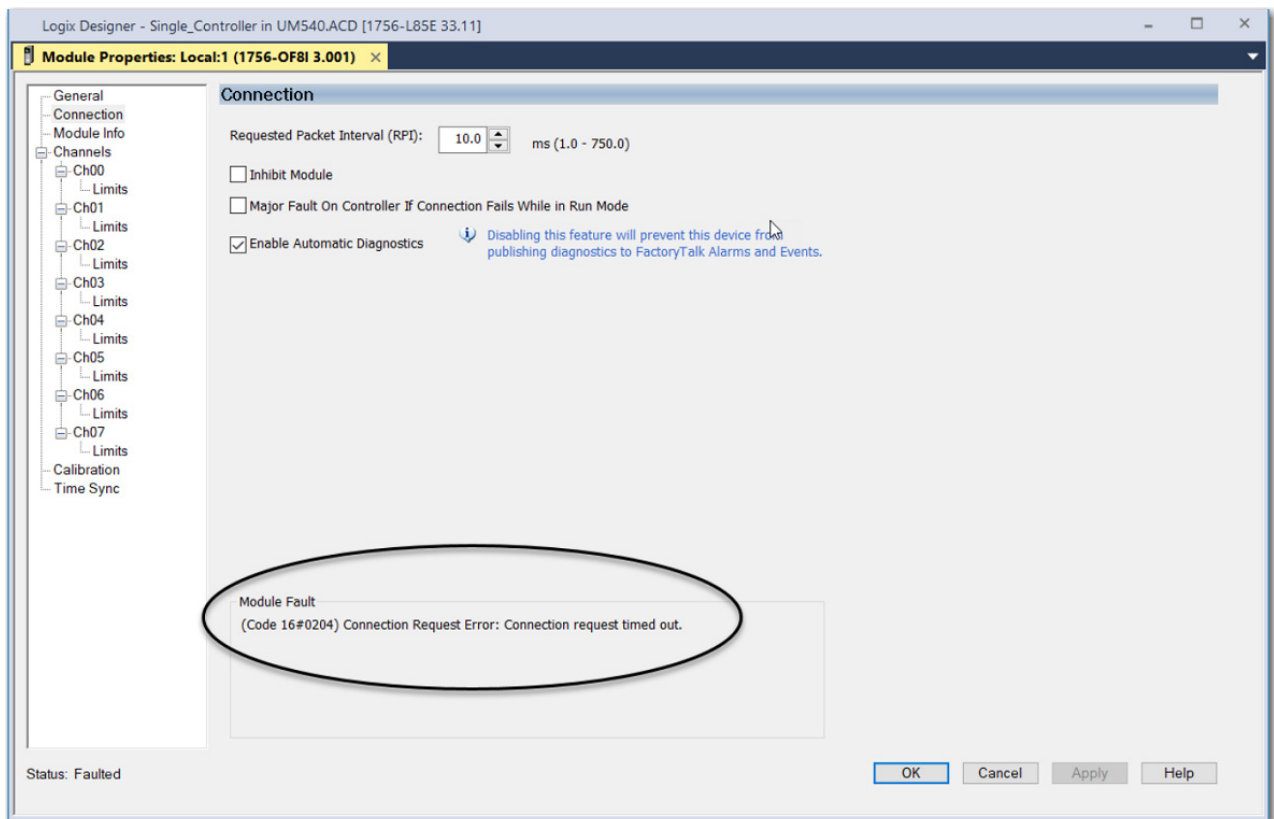 Logix Designer - Single_Controller in UM540.ACD [1756-L85E 33.11]
Module Properties: Local:1 (1756-OF8I 3.001)
General
Connection
Module Info
Channels
Ch00
Limits
Ch01
Limits
Ch02
Limits
Ch03
Limits
Ch04
Limits
Ch05
Limits
Ch06
Limits
Ch07
Limits
Calibration
Time Sync
Connection
Requested Packet Interval (RPI): 10.0 ms (1.0 - 750.0)
Inhibit Module
Major Fault On Controller If Connection Fails While in Run Mode
Enable Automatic Diagnostics
Disabling this feature will prevent this device from
publishing diagnostics to FactoryTalk Alarms and Events.
Module Fault
(Code 16#0204) Connection Request Error: Connection request timed out.
Status: Faulted
OK Cancel Apply Help